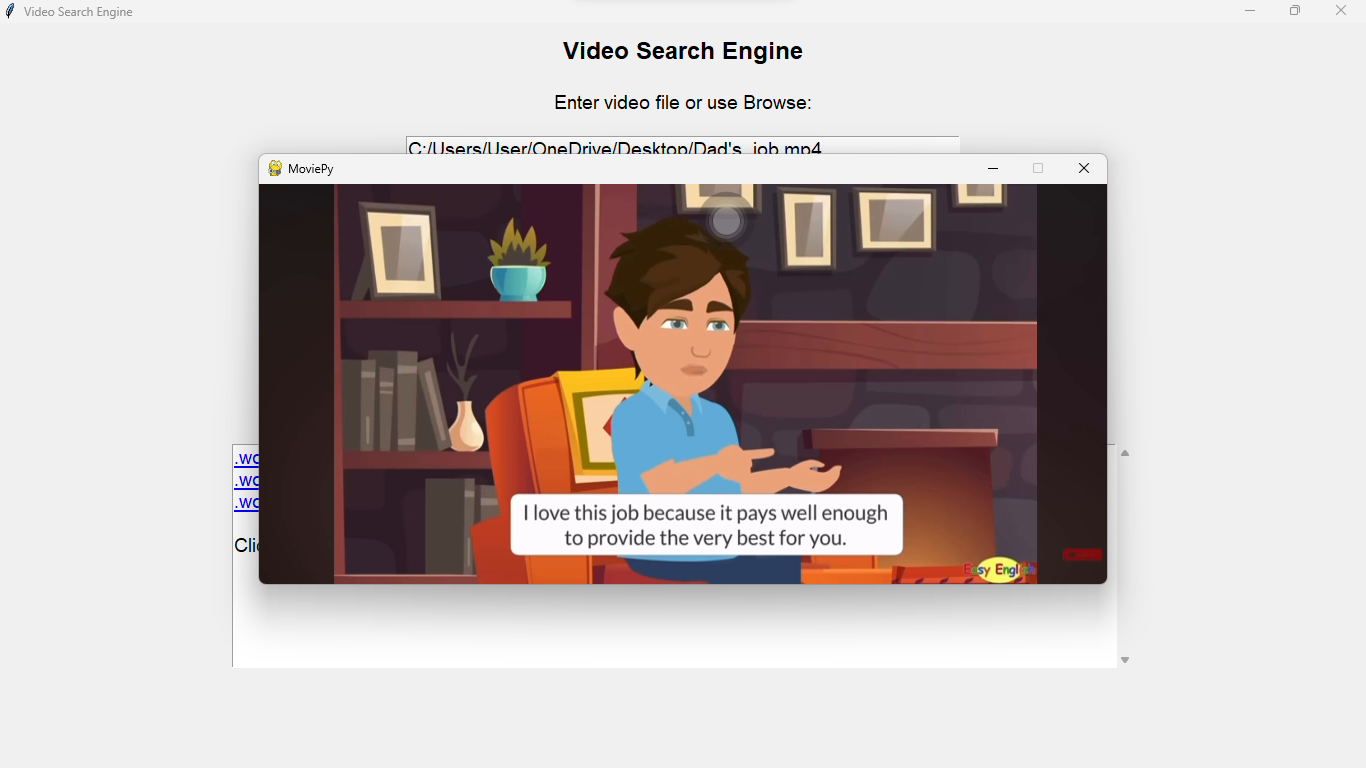 Video Search Engine
Video Search Engine
Enter video file or use Browse:
C:/Users/User/OneDrive/Desktop/Dad's_job.mp4
MoviePy
I love this job because it pays well enough
to provide the very best for you.
Easy English
.wo
.wo
.wo
Clic